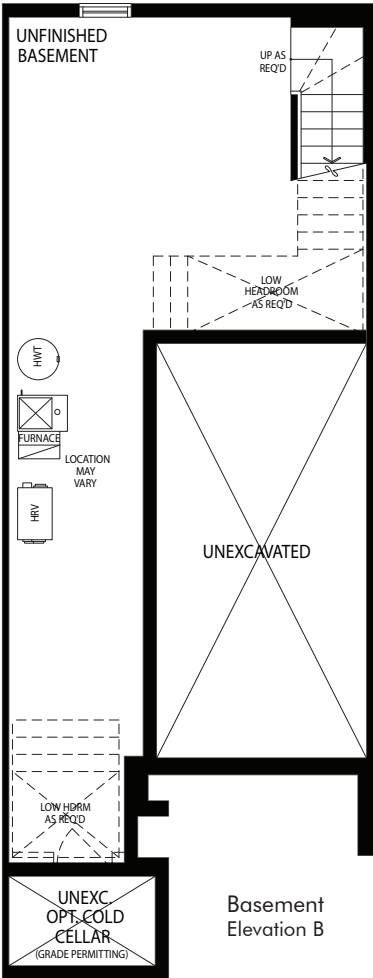 UNFINISHED
BASEMENT
UP AS
REQ'D
LOW
HEADROOM
AS REQ'D
HWT
FURNACE
LOCATION
MAY
VARY
HRV
UNEXCAVATED
LOW HDRM
AS REQ'D
UNEXC.
OPT. COLD
CELLAR
(GRADE PERMITTING)
Basement
Elevation B